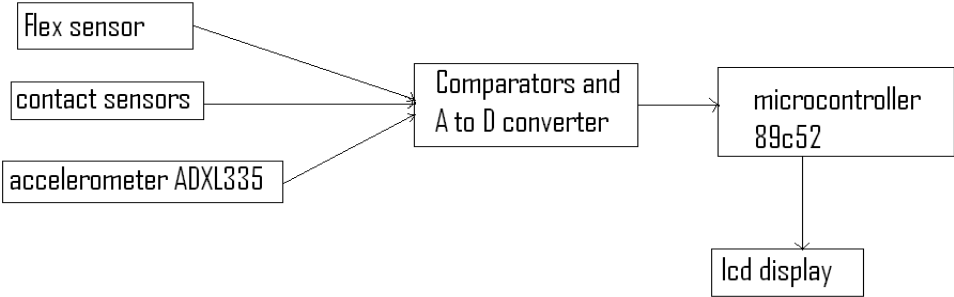 Flex sensor
contact sensors
accelerometer ADXL335
Comparators and
A to D converter
microcontroller
89c52
lcd display